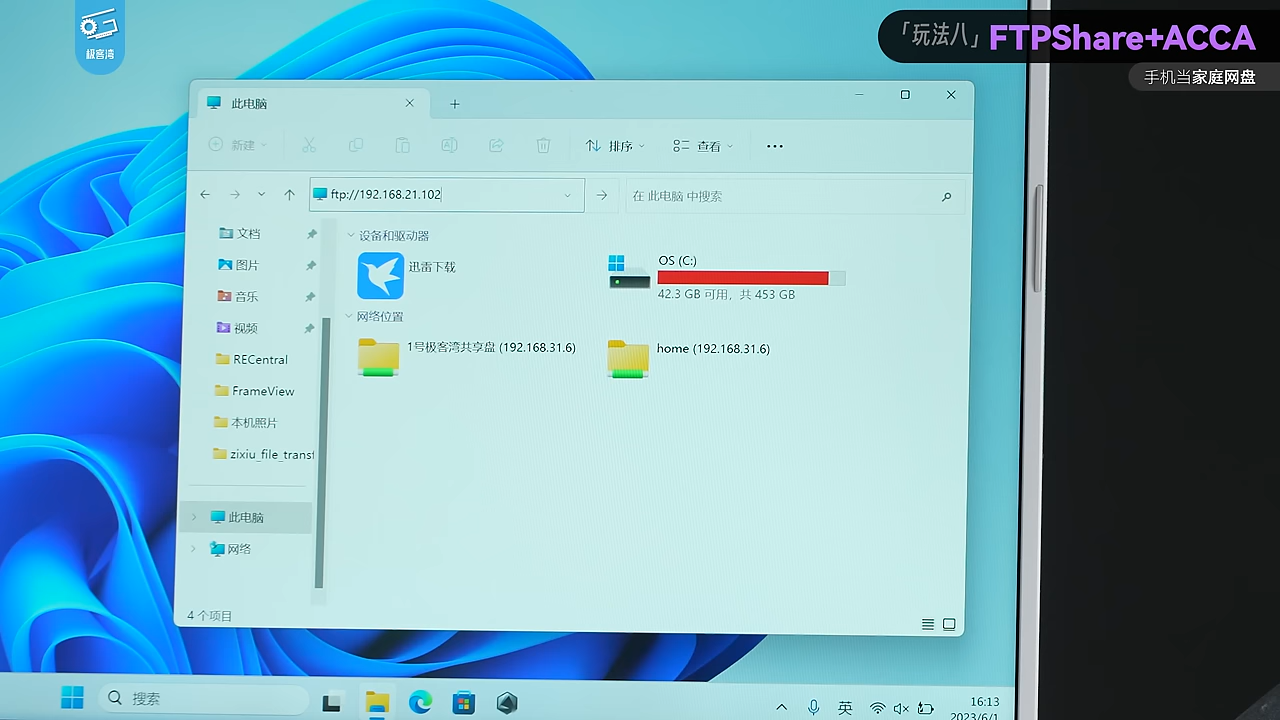 极客湾
「玩法八」FTPShare+ACCA
手机当家庭网盘
此电脑
新建
排序
查看
ftp://192.168.21.102
在 此电脑 中搜索
文档
图片
音乐
视频
RECentral
FrameView
本机照片
zixiu_file_transf
此电脑
网络
设备和驱动器
迅雷下载
OS (C:)
42.3 GB 可用，共 453 GB
网络位置
1号极客湾共享盘 (192.168.31.6)
home (192.168.31.6)
4 个项目
搜索
英
16:13
2023/6/1